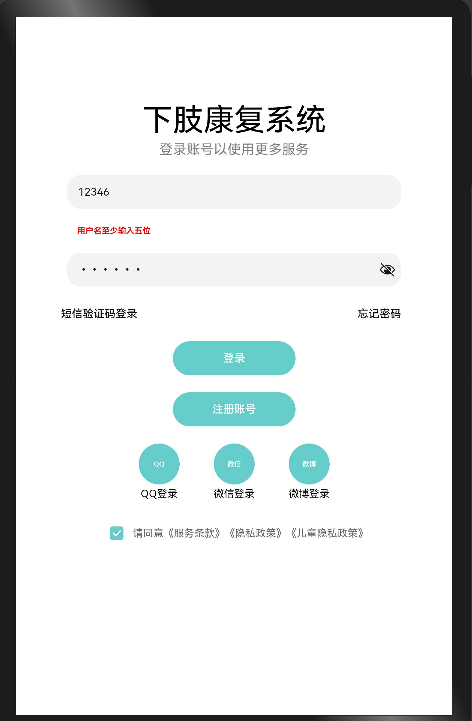 下肢康复系统
登录账号以使用更多服务
12346
用户名至少输入五位
••••••
短信验证码登录 忘记密码
登录
注册账号
QQ 微信 微博
QQ登录 微信登录 微博登录
请同意《服务条款》《隐私政策》《儿童隐私政策》